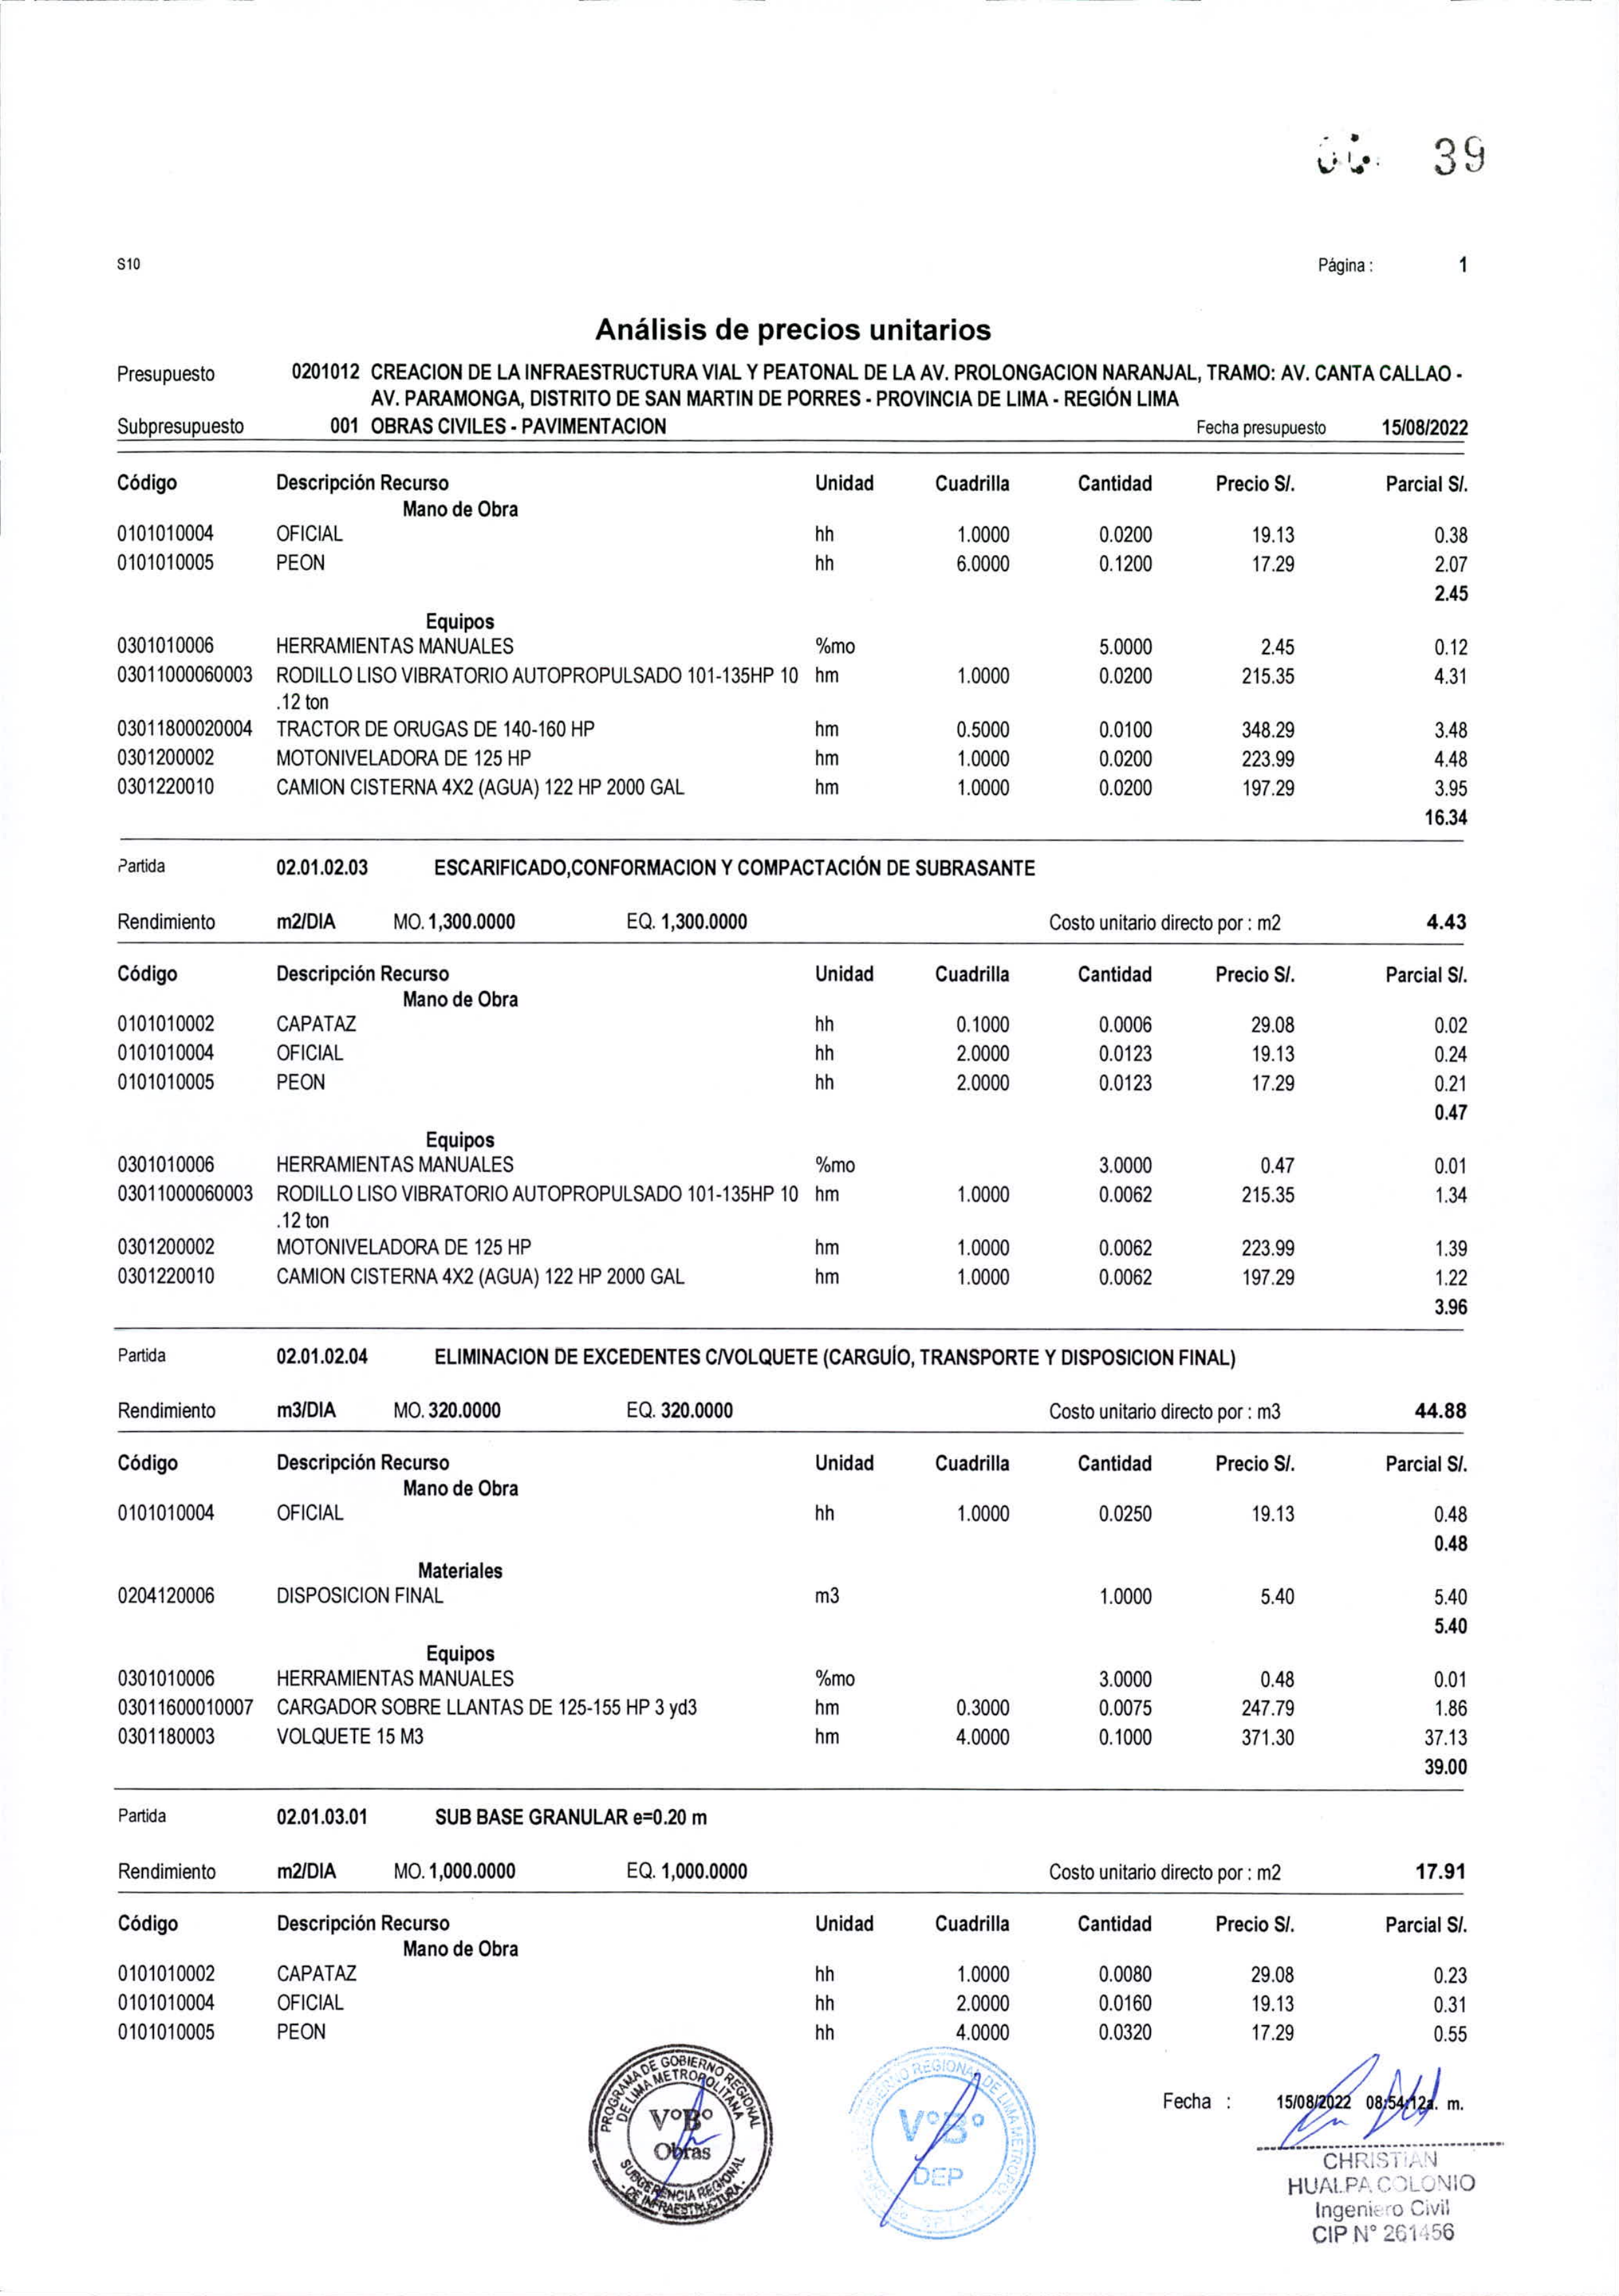 39
S10 Página : 1
Análisis de precios unitarios
Presupuesto 0201012 CREACION DE LA INFRAESTRUCTURA VIAL Y PEATONAL DE LA AV. PROLONGACION NARANJAL, TRAMO: AV. CANTA CALLAO -
AV. PARAMONGA, DISTRITO DE SAN MARTIN DE PORRES - PROVINCIA DE LIMA - REGIÓN LIMA
Subpresupuesto 001 OBRAS CIVILES - PAVIMENTACION Fecha presupuesto 15/08/2022
Código Descripción Recurso Unidad Cuadrilla Cantidad Precio S/. Parcial S/.
Mano de Obra
0101010004 OFICIAL hh 1.0000 0.0200 19.13 0.38
0101010005 PEON hh 6.0000 0.1200 17.29 2.07
2.45
Equipos
0301010006 HERRAMIENTAS MANUALES %mo 5.0000 2.45 0.12
03011000060003 RODILLO LISO VIBRATORIO AUTOPROPULSADO 101-135HP 10 hm 1.0000 0.0200 215.35 4.31
.12 ton
03011800020004 TRACTOR DE ORUGAS DE 140-160 HP hm 0.5000 0.0100 348.29 3.48
0301200002 MOTONIVELADORA DE 125 HP hm 1.0000 0.0200 223.99 4.48
0301220010 CAMION CISTERNA 4X2 (AGUA) 122 HP 2000 GAL hm 1.0000 0.0200 197.29 3.95
16.34
Partida 02.01.02.03 ESCARIFICADO,CONFORMACION Y COMPACTACIÓN DE SUBRASANTE
Rendimiento m2/DIA MO. 1,300.0000 EQ. 1,300.0000 Costo unitario directo por : m2 4.43
Código Descripción Recurso Unidad Cuadrilla Cantidad Precio S/. Parcial S/.
Mano de Obra
0101010002 CAPATAZ hh 0.1000 0.0006 29.08 0.02
0101010004 OFICIAL hh 2.0000 0.0123 19.13 0.24
0101010005 PEON hh 2.0000 0.0123 17.29 0.21
0.47
Equipos
0301010006 HERRAMIENTAS MANUALES %mo 3.0000 0.47 0.01
03011000060003 RODILLO LISO VIBRATORIO AUTOPROPULSADO 101-135HP 10 hm 1.0000 0.0062 215.35 1.34
.12 ton
0301200002 MOTONIVELADORA DE 125 HP hm 1.0000 0.0062 223.99 1.39
0301220010 CAMION CISTERNA 4X2 (AGUA) 122 HP 2000 GAL hm 1.0000 0.0062 197.29 1.22
3.96
Partida 02.01.02.04 ELIMINACION DE EXCEDENTES C/VOLQUETE (CARGUÍO, TRANSPORTE Y DISPOSICION FINAL)
Rendimiento m3/DIA MO. 320.0000 EQ. 320.0000 Costo unitario directo por : m3 44.88
Código Descripción Recurso Unidad Cuadrilla Cantidad Precio S/. Parcial S/.
Mano de Obra
0101010004 OFICIAL hh 1.0000 0.0250 19.13 0.48
0.48
Materiales
0204120006 DISPOSICION FINAL m3 1.0000 5.40 5.40
5.40
Equipos
0301010006 HERRAMIENTAS MANUALES %mo 3.0000 0.48 0.01
03011600010007 CARGADOR SOBRE LLANTAS DE 125-155 HP 3 yd3 hm 0.3000 0.0075 247.79 1.86
0301180003 VOLQUETE 15 M3 hm 4.0000 0.1000 371.30 37.13
39.00
Partida 02.01.03.01 SUB BASE GRANULAR e=0.20 m
Rendimiento m2/DIA MO. 1,000.0000 EQ. 1,000.0000 Costo unitario directo por : m2 17.91
Código Descripción Recurso Unidad Cuadrilla Cantidad Precio S/. Parcial S/.
Mano de Obra
0101010002 CAPATAZ hh 1.0000 0.0080 29.08 0.23
0101010004 OFICIAL hh 2.0000 0.0160 19.13 0.31
0101010005 PEON hh 4.0000 0.0320 17.29 0.55
PROGRAMA DE GOBIERNO REGIONAL
DE LIMA METROPOLITANA
V°B°
Obras
SUBGERENCIA REGIONAL
- DE INFRAESTRUCTURA -
REGIONAL DE LIMA
V°B°
DEP
Fecha : 15/08/2022 08:54:12a. m.
CHRISTIAN
HUALPA COLONIO
Ingeniero Civil
CIP N° 261456